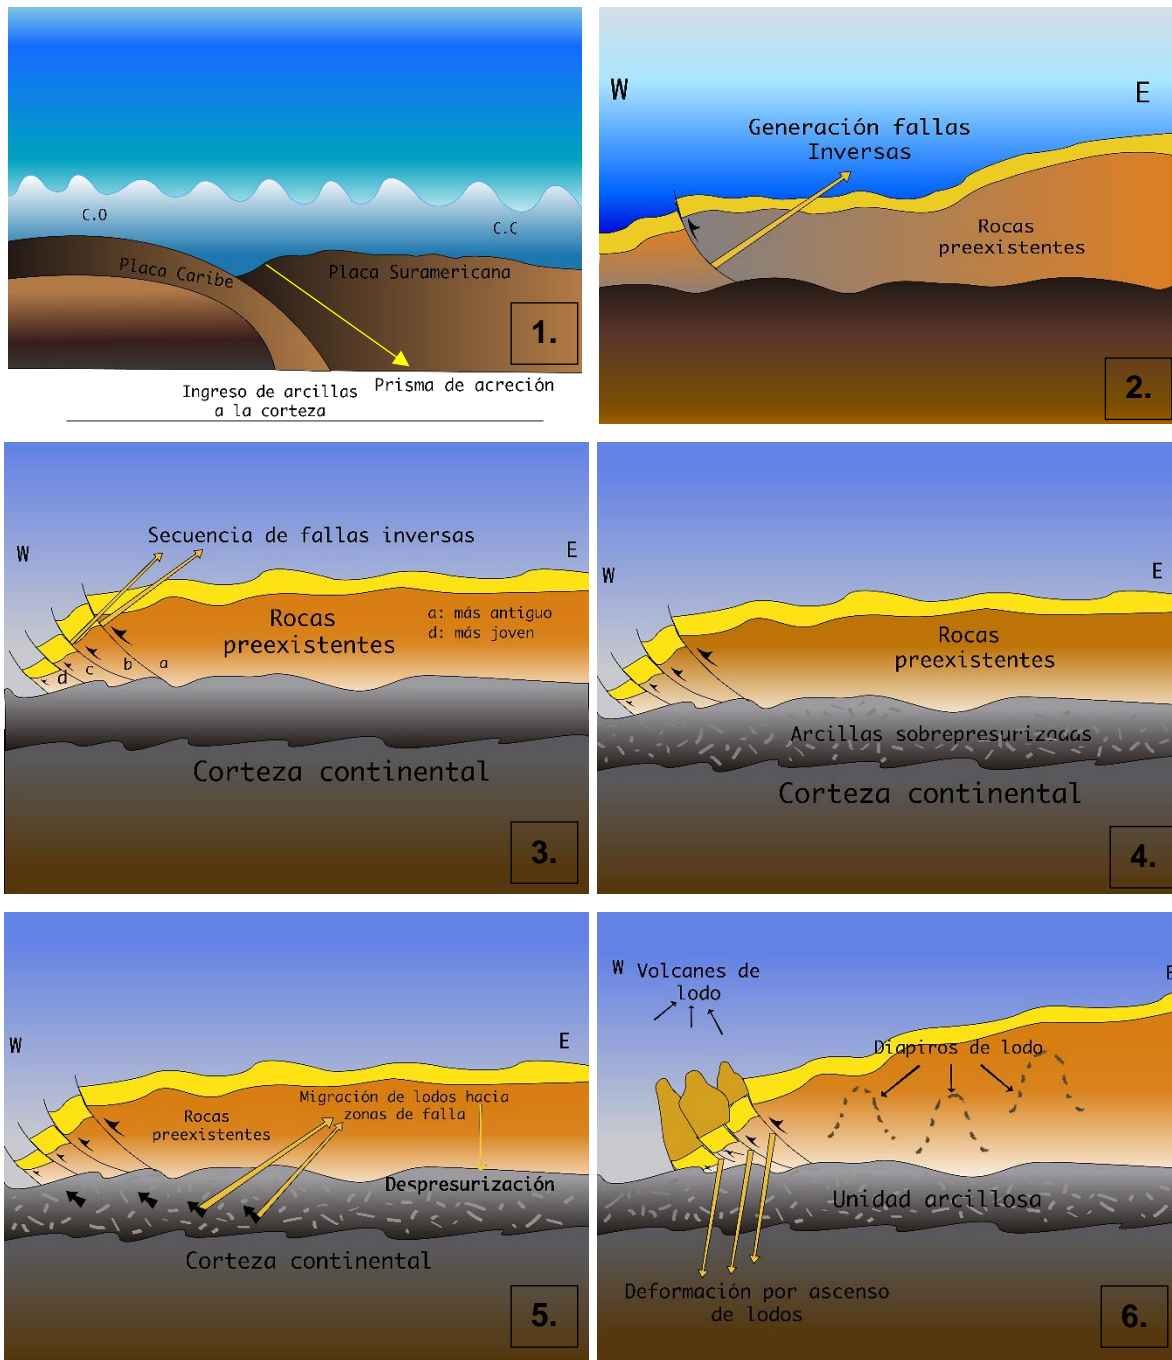 C.O
C.C
Placa Caribe
Placa Suramericana
1.
Ingreso de arcillas
a la corteza
Prisma de acreción
W
E
Generación fallas
Inversas
Rocas
preexistentes
2.
Secuencia de fallas inversas
W
E
Rocas
preexistentes
a: más antiguo
d: más joven
d
c
b
a
Corteza continental
3.
W
E
Rocas
preexistentes
Arcillas sobrepresurizadas
Corteza continental
4.
W
E
Migración de lodos hacia
zonas de falla
Rocas
preexistentes
Despresurización
Corteza continental
5.
W
Volcanes de
lodo
E
Diapiros de lodo
Unidad arcillosa
Deformación por ascenso
de lodos
6.